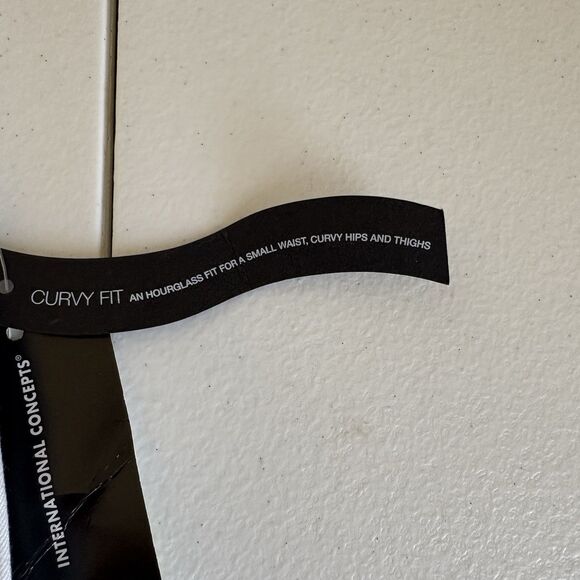 CURVY FIT AN HOURGLASS FIT FOR A SMALL WAIST, CURVY HIPS AND THIGHS
INTERNATIONAL CONCEPTS®